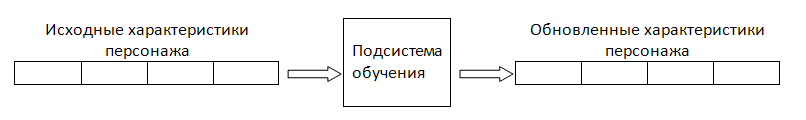 Исходные характеристики
персонажа
Подсистема
обучения
Обновленные характеристики
персонажа